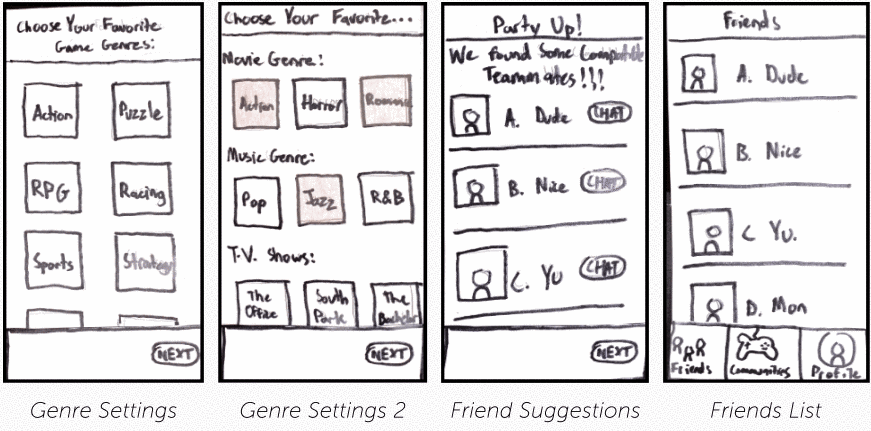 Choose Your Favorite
Game Genres:
Action
Puzzle
RPG
Racing
Sports
Strategy
NEXT
Genre Settings
Choose Your Favorite...
Movie Genre:
Action
Horror
Romance
Music Genre:
Pop
Jazz
R&B
T.V. Shows:
The
Office
South
Park
The
Bachelor
NEXT
Genre Settings 2
Party Up!
We found Some Compatible
Teammates!!!
A. Dude
CHAT
B. Nice
CHAT
C. Yu
CHAT
NEXT
Friend Suggestions
Friends
A. Dude
B. Nice
C Yu.
D. Mon
Friends
Communities
Profile
Friends List